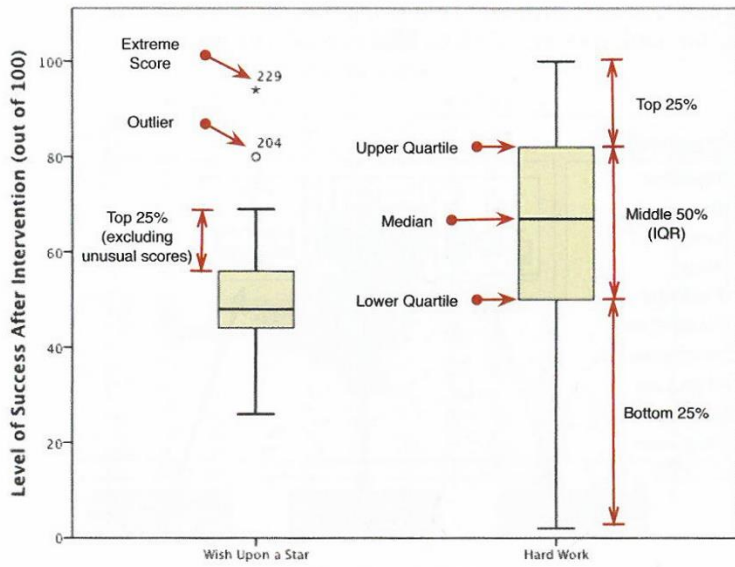 Level of Success After Intervention (out of 100)
100
80
60
40
20
0
Extreme
Score
229
Outlier
204
Top 25%
(excluding
unusual scores)
Upper Quartile
Median
Lower Quartile
Top 25%
Middle 50%
(IQR)
Bottom 25%
Wish Upon a Star
Hard Work